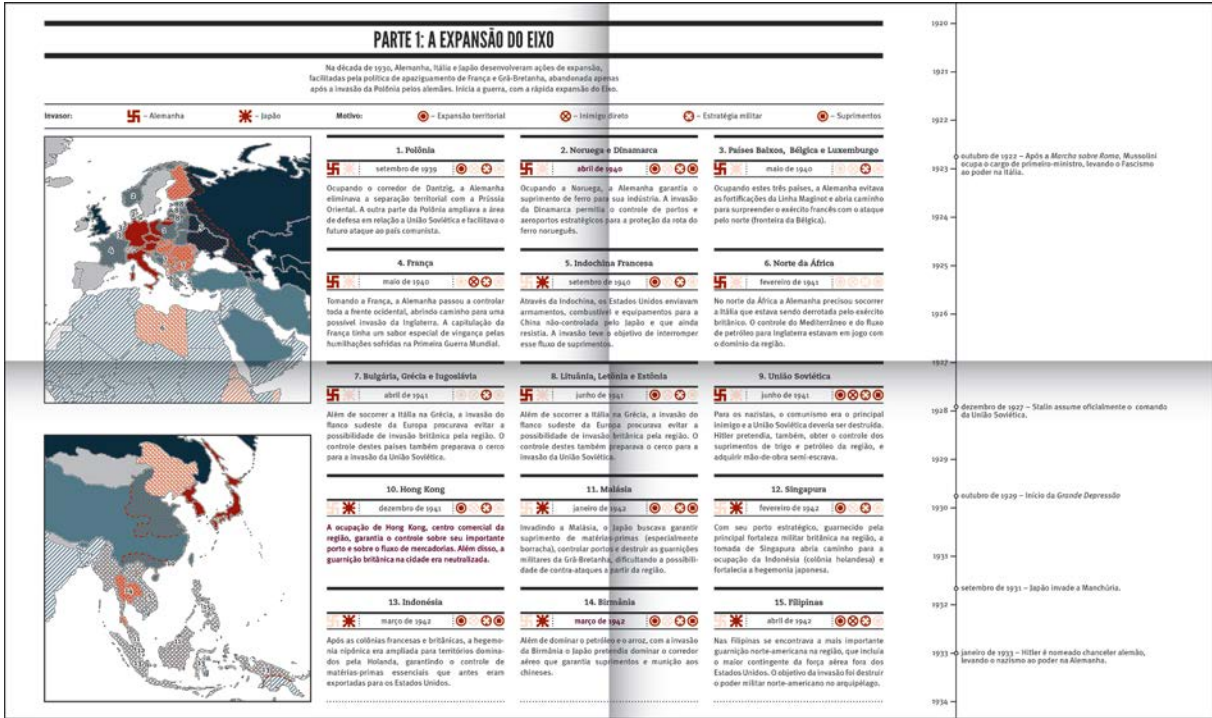 PARTE 1: A EXPANSÃO DO EIXO
Na década de 1930, Alemanha, Itália e Japão desenvolveram ações de expansão,
facilitadas pela política de apaziguamento de França e Grã-Bretanha, abandonada apenas
após a invasão da Polônia pelos alemães. Inicia a guerra, com a rápida expansão do Eixo.
Invasor: – Alemanha – Japão Motivo: – Expansão territorial – Inimigo direto – Estratégia militar – Suprimentos
1. Polônia
setembro de 1939
Ocupando o corredor de Dantzig, a Alemanha
eliminava a separação territorial com a Prússia
Oriental. A outra parte da Polônia ampliava a área
de defesa em relação a União Soviética e facilitava o
futuro ataque ao país comunista.
2. Noruega e Dinamarca
abril de 1940
Ocupando a Noruega, a Alemanha garantia o
suprimento de ferro para sua indústria. A invasão
da Dinamarca permitia o controle de portos e
aeroportos estratégicos para a proteção da rota do
ferro norueguês.
3. Países Baixos, Bélgica e Luxemburgo
maio de 1940
Ocupando estes três países, a Alemanha evitava
as fortificações da Linha Maginot e abria caminho
para surpreender o exército francês com o ataque
pelo norte (fronteira da Bélgica).
4. França
maio de 1940
Tomando a França, a Alemanha passou a controlar
toda a frente ocidental, abrindo caminho para uma
possível invasão da Inglaterra. A capitulação da
França tinha um sabor especial de vingança pelas
humilhações sofridas na Primeira Guerra Mundial.
5. Indochina Francesa
setembro de 1940
Através da Indochina, os Estados Unidos enviavam
armamentos, combustível e equipamentos para a
China não-controlada pelo Japão e que ainda
resistia. A invasão teve o objetivo de interromper
esse fluxo de suprimentos.
6. Norte da África
fevereiro de 1941
No norte da África a Alemanha precisou socorrer
a Itália que estava sendo derrotada pelo exército
britânico. O controle do Mediterrâneo e do fluxo
de petróleo para Inglaterra estavam em jogo com
o domínio da região.
7. Bulgária, Grécia e Iugoslávia
abril de 1941
Além de socorrer a Itália na Grécia, a invasão do
flanco sudeste da Europa procurava evitar a
possibilidade de invasão britânica pela região. O
controle destes países também preparava o cerco
para a invasão da União Soviética.
8. Lituânia, Letônia e Estônia
junho de 1941
Além de socorrer a Itália na Grécia, a invasão do
flanco sudeste da Europa procurava evitar a
possibilidade de invasão britânica pela região. O
controle destes países também preparava o cerco
para a invasão da União Soviética.
9. União Soviética
junho de 1941
Para os nazistas, o comunismo era o principal
inimigo e a União Soviética deveria ser destruída.
Hitler pretendia, também, obter o controle dos
suprimentos de trigo e petróleo da região, e
adquirir mão-de-obra semi-escrava.
10. Hong Kong
dezembro de 1941
A ocupação de Hong Kong, centro comercial da
região, garantia o controle sobre seu importante
porto e sobre o fluxo de mercadorias. Além disso, a
guarnição britânica na cidade era neutralizada.
11. Malásia
janeiro de 1942
Invadindo a Malásia, o Japão buscava garantir
suprimento de matérias-primas (especialmente
borracha), controlar portos e destruir as guarnições
militares da Grã-Bretanha, dificultando a possibili-
dade de contra-ataques a partir da região.
12. Singapura
fevereiro de 1942
Com seu porto estratégico, guarnecido pela
principal fortaleza militar britânica na região, a
tomada de Singapura abria caminho para a
ocupação da Indonésia (colônia holandesa) e
fortalecia a hegemonia japonesa.
13. Indonésia
março de 1942
Após as colônias francesas e britânicas, a hegemo-
nia nipônica era ampliada para territórios domina-
dos pela Holanda, garantindo o controle de
matérias-primas essenciais que antes eram
exportadas para os Estados Unidos.
14. Birmânia
março de 1942
Além de dominar o petróleo e o arroz, com a invasão
da Birmânia o Japão pretendia dominar o corredor
aéreo que garantia suprimentos e munição aos
chineses.
15. Filipinas
abril de 1942
Nas Filipinas se encontrava a mais importante
guarnição norte-americana na região, que incluia
o maior contingente da força aérea fora dos
Estados Unidos. O objetivo da invasão foi destruir
o poder militar norte-americano no arquipélago.
1920
1921
1922
outubro de 1922 – Após a Marcha sobre Roma, Mussolini
ocupa o cargo de primeiro-ministro, levando o Fascismo
ao poder na Itália.
1923
1924
1925
1926
1927
dezembro de 1927 – Stalin assume oficialmente o comando
da União Soviética.
1928
1929
outubro de 1929 – Início da Grande Depressão
1930
1931
setembro de 1931 – Japão invade a Manchúria.
1932
1933
janeiro de 1933 – Hitler é nomeado chanceler alemão,
levando o nazismo ao poder na Alemanha.
1934